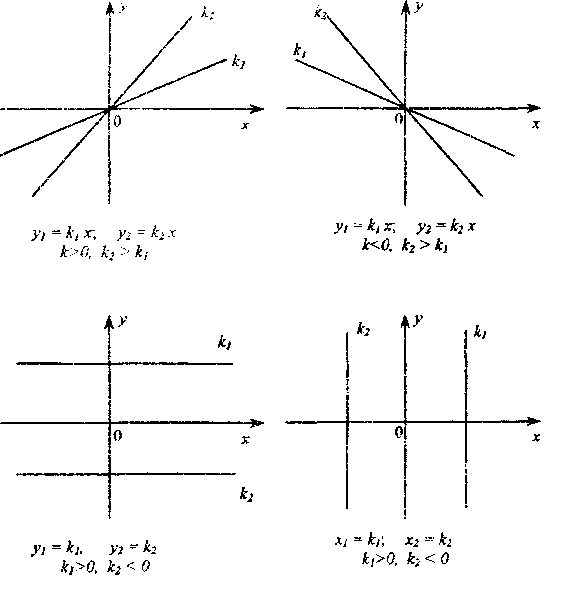 y
k₂
k₁
0
x
y₁ = k₁ x; y₂ = k₂ x
k>0, k₂ > k₁
y
k₂
k₁
0
x
y₁ = k₁ x; y₂ = k₂ x
k<0, k₂ > k₁
y
k₁
0
x
k₂
y₁ = k₁, y₂ = k₂
k₁>0, k₂ < 0
y
k₂
k₁
0
x
x₁ = k₁; x₂ = k₂
k₁>0, k₂ < 0